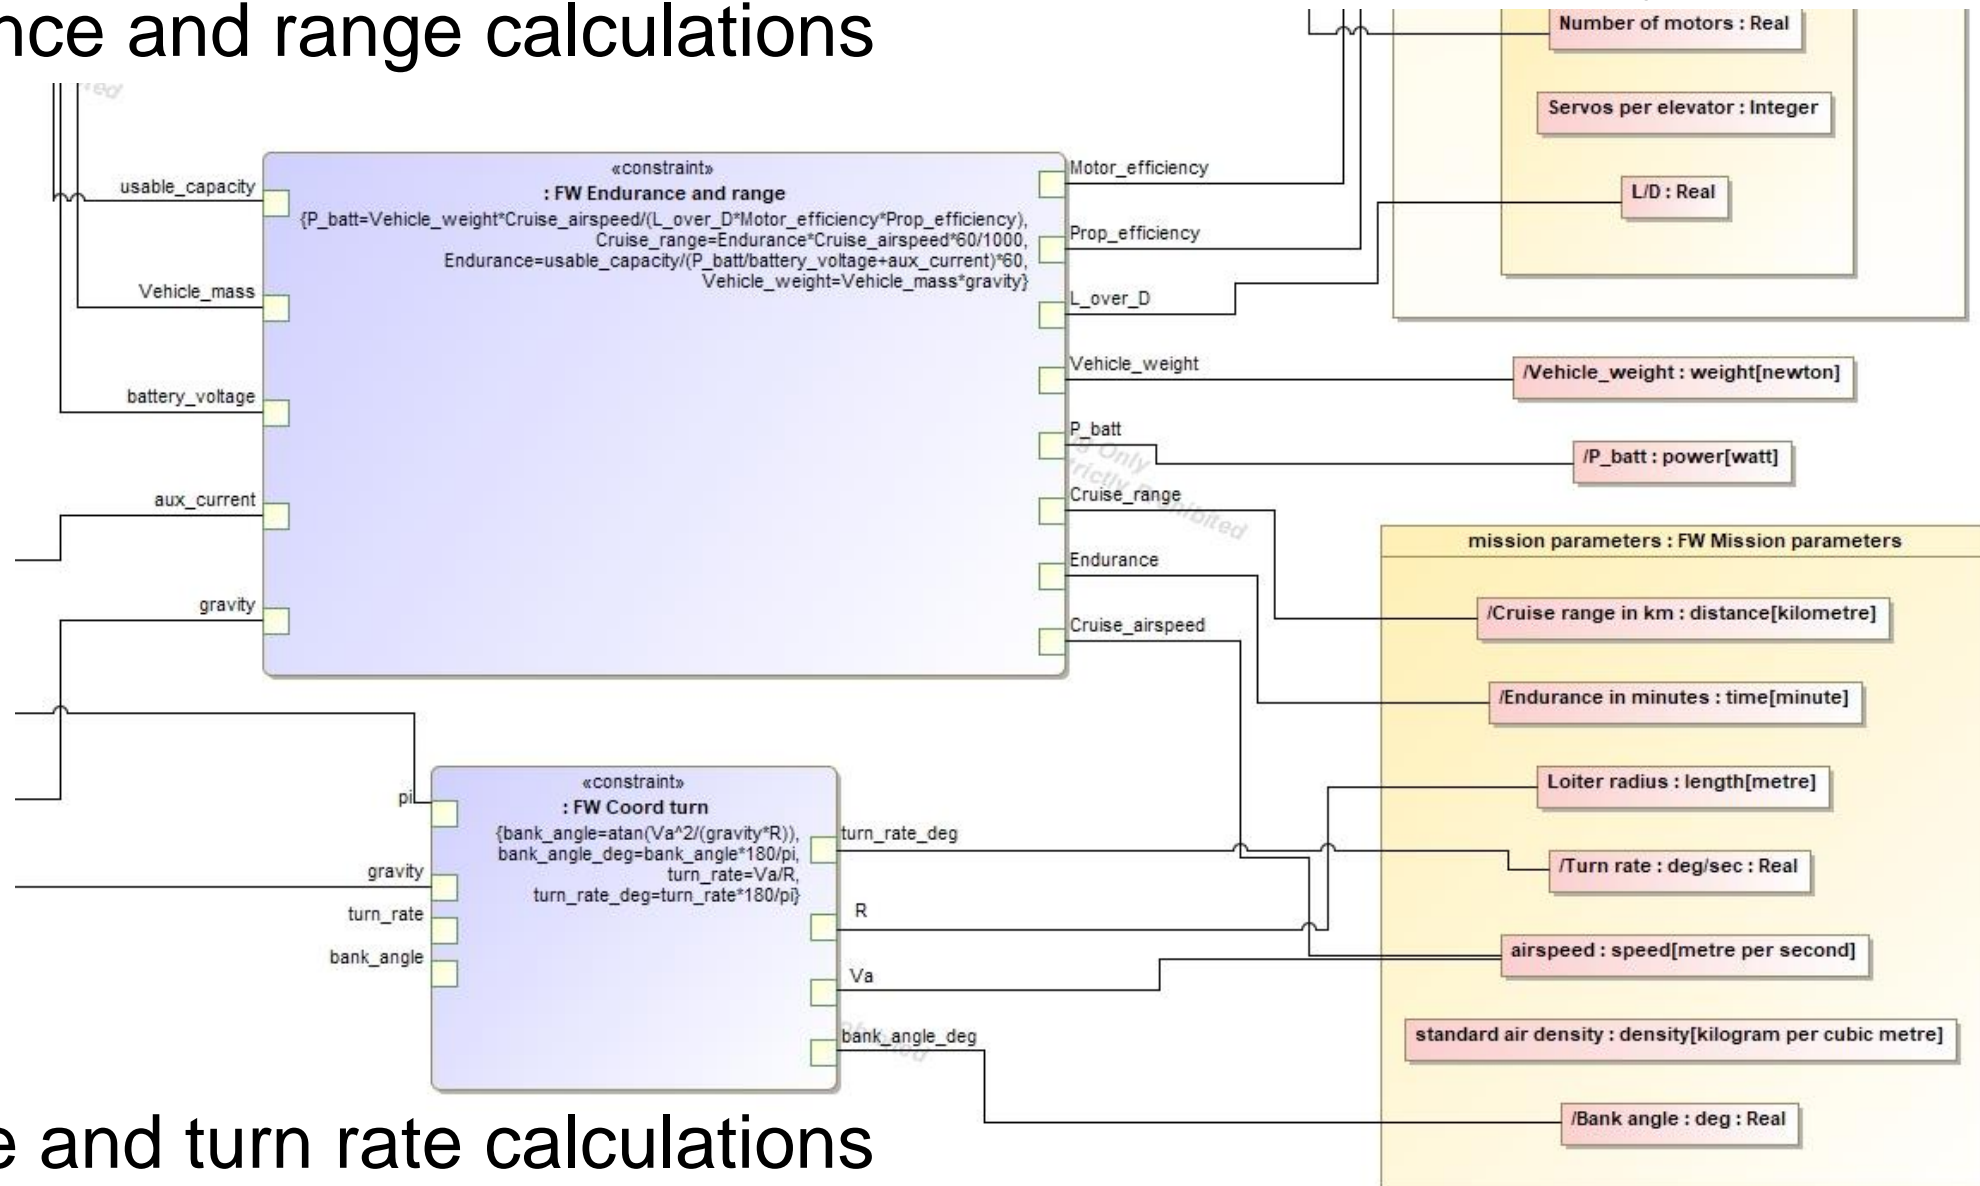 nce and range calculations
Number of motors : Real
Servos per elevator : Integer
L/D : Real
usable_capacity
Vehicle_mass
battery_voltage
aux_current
gravity
«constraint»
: FW Endurance and range
{P_batt=Vehicle_weight*Cruise_airspeed/(L_over_D*Motor_efficiency*Prop_efficiency),
Cruise_range=Endurance*Cruise_airspeed*60/1000,
Endurance=usable_capacity/(P_batt/battery_voltage+aux_current)*60,
Vehicle_weight=Vehicle_mass*gravity}
Motor_efficiency
Prop_efficiency
L_over_D
Vehicle_weight
P_batt
Cruise_range
Endurance
Cruise_airspeed
/Vehicle_weight : weight[newton]
/P_batt : power[watt]
mission parameters : FW Mission parameters
/Cruise range in km : distance[kilometre]
/Endurance in minutes : time[minute]
Loiter radius : length[metre]
/Turn rate : deg/sec : Real
airspeed : speed[metre per second]
standard air density : density[kilogram per cubic metre]
/Bank angle : deg : Real
pi
gravity
turn_rate
bank_angle
«constraint»
: FW Coord turn
{bank_angle=atan(Va^2/(gravity*R)),
bank_angle_deg=bank_angle*180/pi,
turn_rate=Va/R,
turn_rate_deg=turn_rate*180/pi}
turn_rate_deg
R
Va
bank_angle_deg
e and turn rate calculations